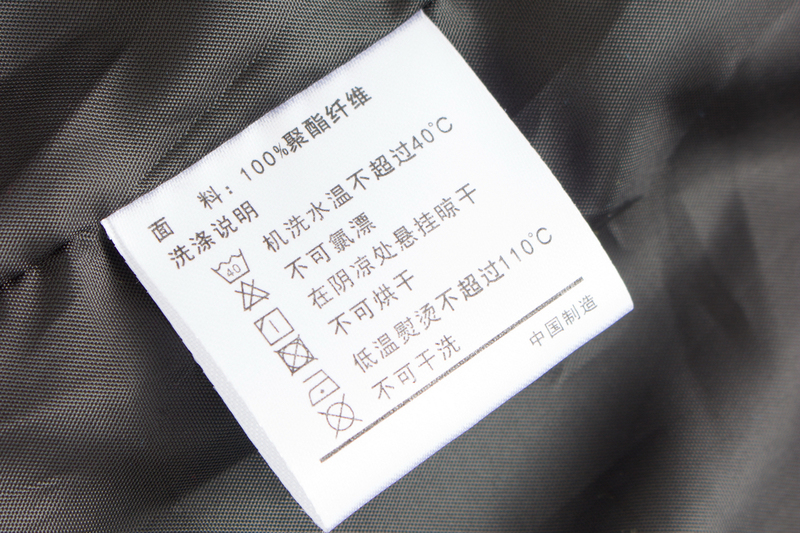 面 料：100%聚酯纤维
洗涤说明
机洗水温不超过40℃
40
不可氯漂
在阴凉处悬挂晾干
不可烘干
低温熨烫不超过110℃
不可干洗
中国制造